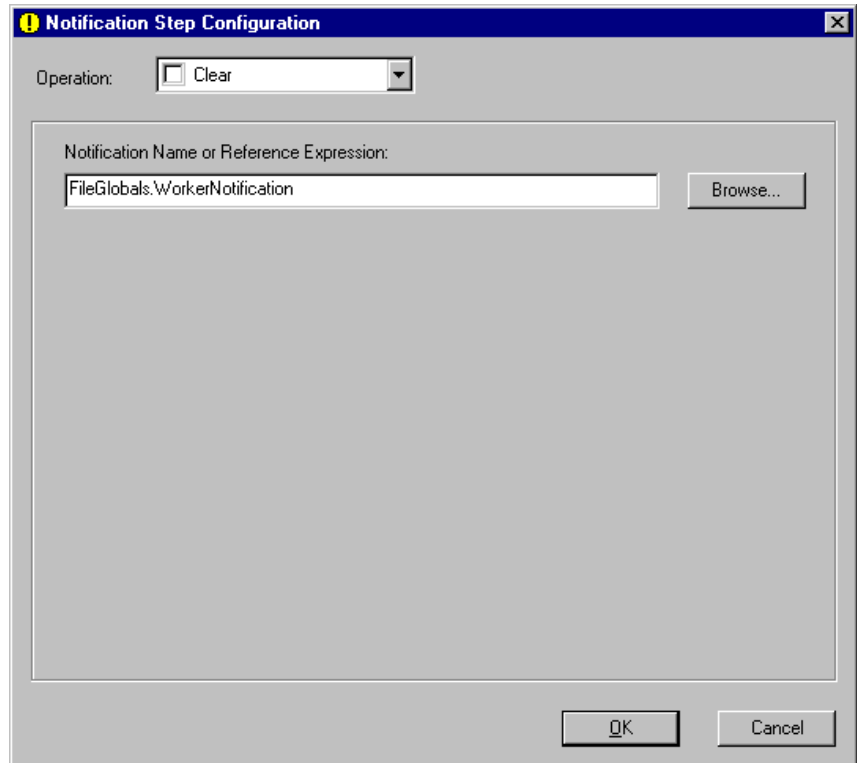 Notification Step Configuration
Operation: Clear
Notification Name or Reference Expression:
FileGlobals.WorkerNotification Browse...
OK Cancel